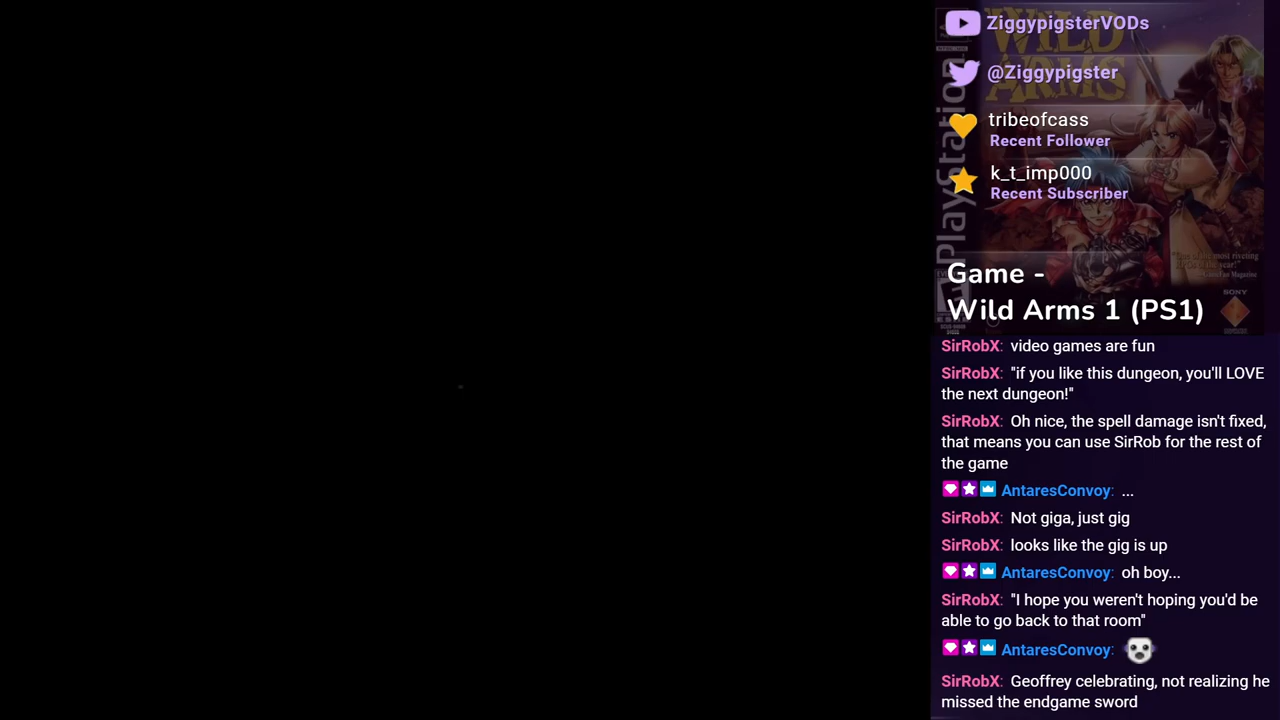 ZiggypigsterVODs
@Ziggypigster
tribeofcass
Recent Follower
k_t_imp000
Recent Subscriber
WILD
ARMS
PlayStation
Game -
Wild Arms 1 (PS1)
SONY
SirRobX: video games are fun
SirRobX: "if you like this dungeon, you'll LOVE
the next dungeon!"
SirRobX: Oh nice, the spell damage isn't fixed,
that means you can use SirRob for the rest of
the game
AntaresConvoy: ...
SirRobX: Not giga, just gig
SirRobX: looks like the gig is up
AntaresConvoy: oh boy...
SirRobX: "I hope you weren't hoping you'd be
able to go back to that room"
AntaresConvoy:
SirRobX: Geoffrey celebrating, not realizing he
missed the endgame sword